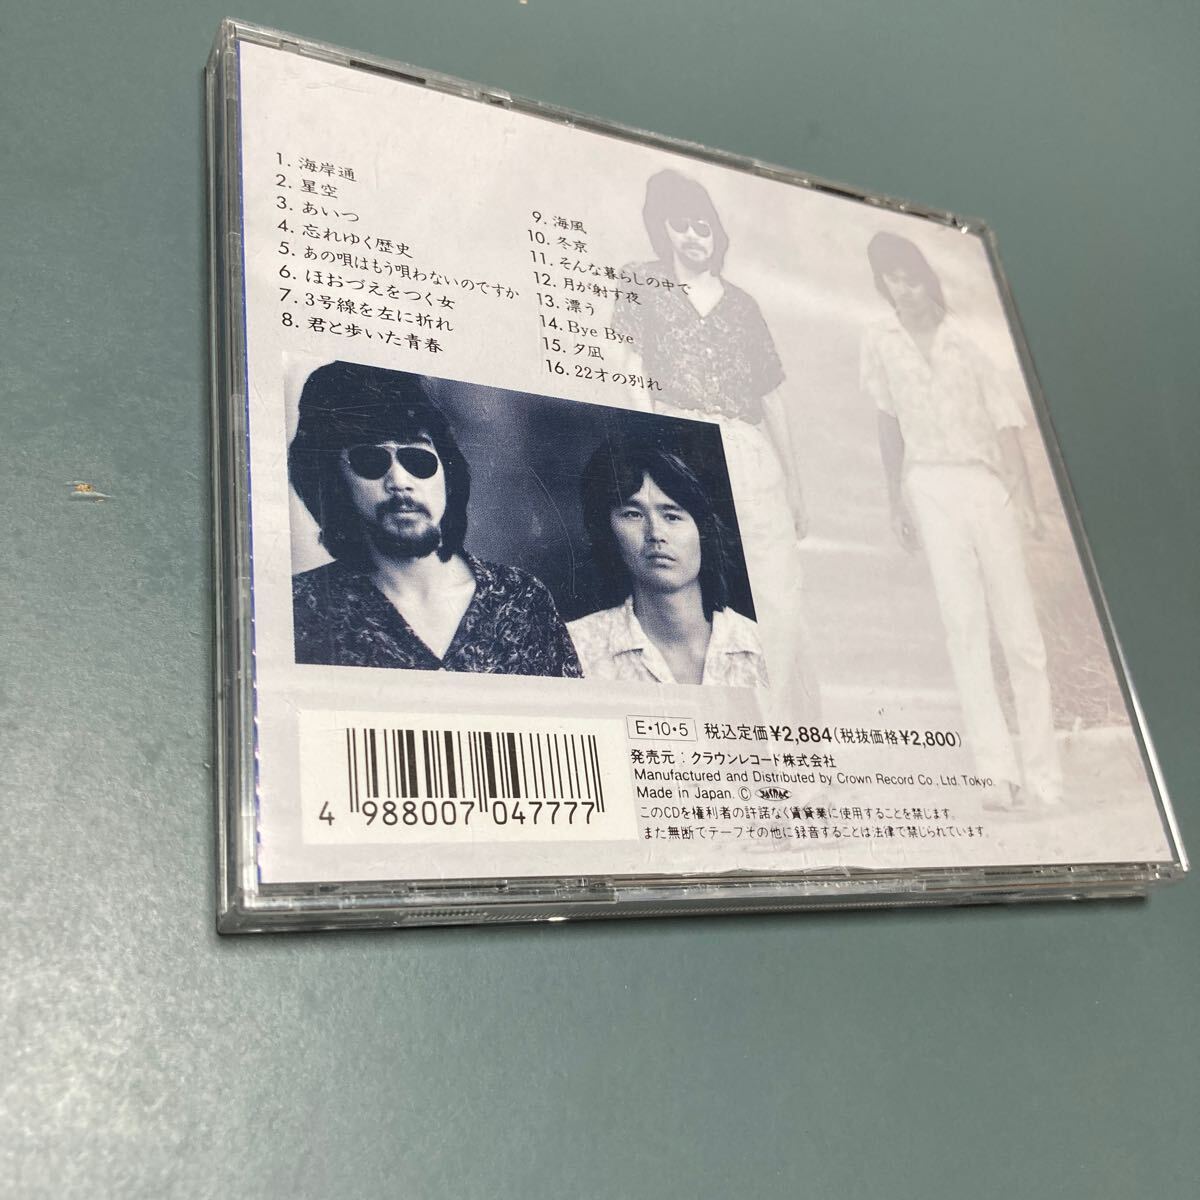 1. 海岸通
2. 星空
3. あいつ
4. 忘れゆく歴史
5. あの唄はもう唄わないのですか
6. ほおづえをつく女
7. 3号線を左に折れ
8. 君と歩いた青春
9. 海風
10. 冬京
11. そんな暮らしの中で
12. 月が射す夜
13. 漂う
14. Bye Bye
15. 夕凪
16. 22才の別れ
E・10・5 税込定価¥2,884(税抜価格¥2,800)
発売元：クラウンレコード株式会社
Manufactured and Distributed by Crown Record Co., Ltd. Tokyo.
Made in Japan. Ⓒ
このCDを権利者の許諾なく賃貸業に使用することを禁じます。
また無断でテープその他に録音することは法律で禁じられています。
4 988007 047777